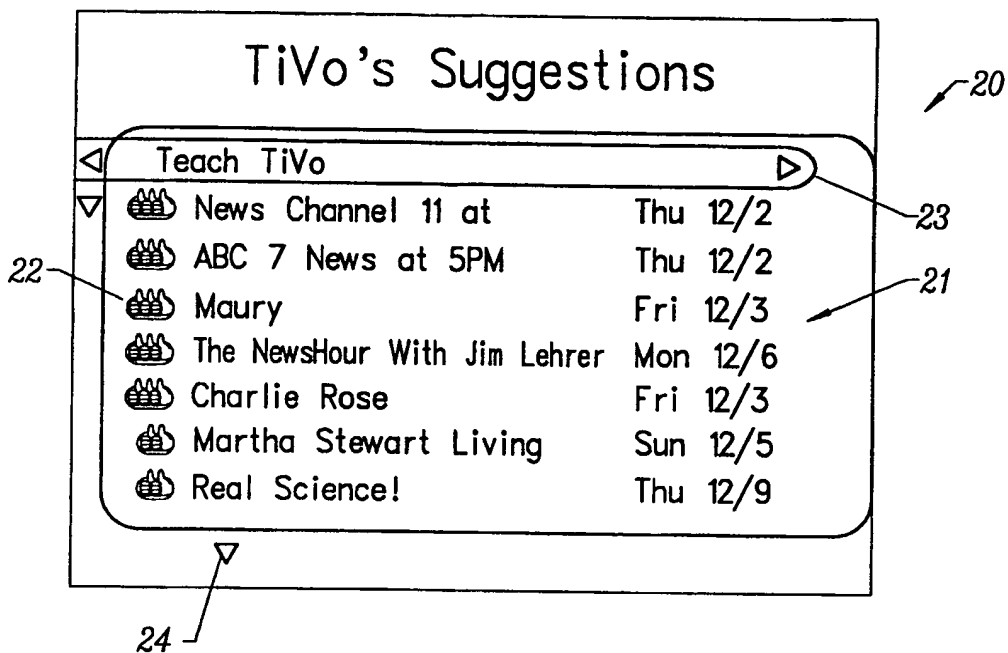 TiVo's Suggestions
20
Teach TiVo
23
News Channel 11 at Thu 12/2
ABC 7 News at 5PM Thu 12/2
22
21
Maury Fri 12/3
The NewsHour With Jim Lehrer Mon 12/6
Charlie Rose Fri 12/3
Martha Stewart Living Sun 12/5
Real Science! Thu 12/9
24